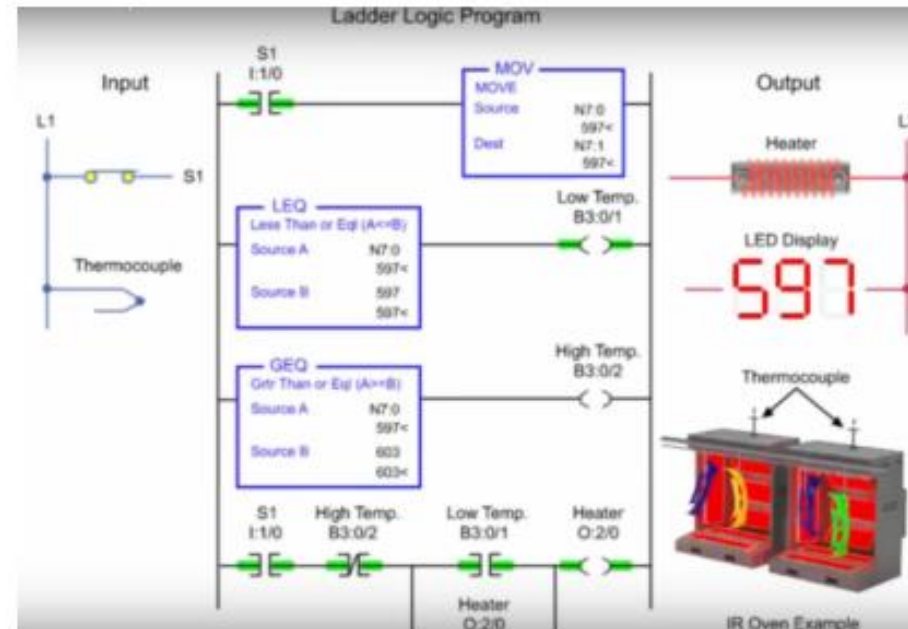 Ladder Logic Program
Input
L1
S1
Thermocouple
S1
I:1/0
MOV
MOVE
Source N7:0
597<
Dest N7:1
597<
LEQ
Less Than or Eql (A<=B)
Source A N7:0
597<
Source B 597
597<
Low Temp.
B3:0/1
GEQ
Grtr Than or Eql (A>=B)
Source A N7:0
597<
Source B 603
603<
High Temp.
B3:0/2
S1
I:1/0
High Temp.
B3:0/2
Low Temp.
B3:0/1
Heater
O:2/0
Heater
O:2/0
Output
Heater
LED Display
597
Thermocouple
IR Oven Example